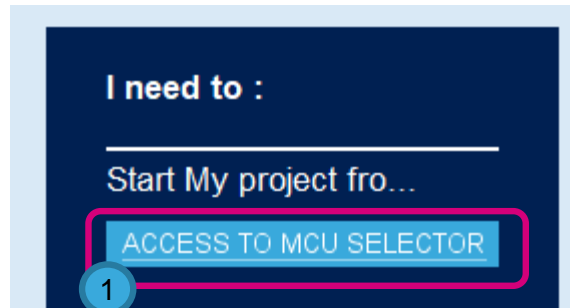 I need to :
Start My project fro...
ACCESS TO MCU SELECTOR
1